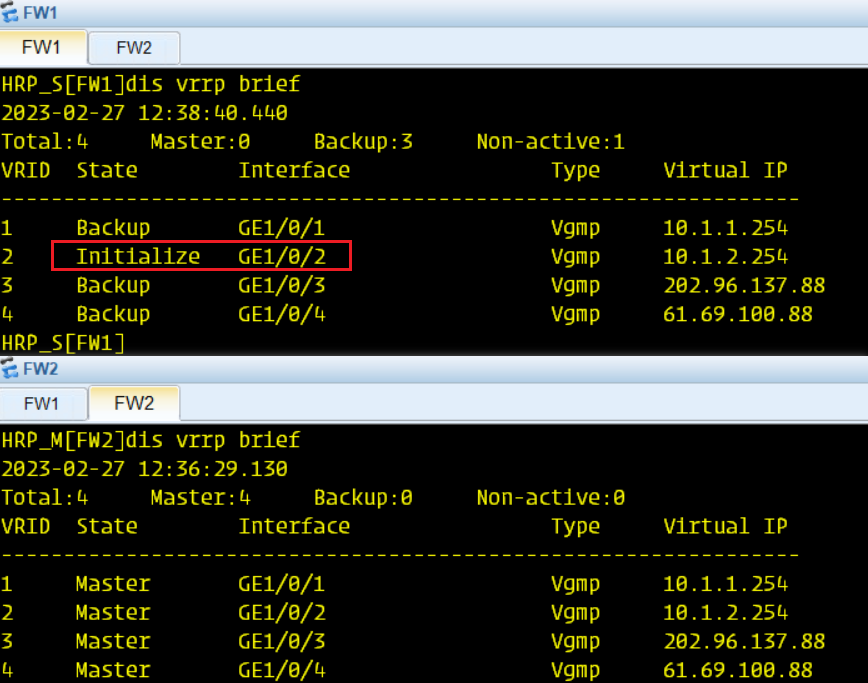 FW1
FW1 FW2
HRP_S[FW1]dis vrrp brief
2023-02-27 12:38:40.440
Total:4 Master:0 Backup:3 Non-active:1
VRID State Interface Type Virtual IP
----------------------------------------------------------------
1 Backup GE1/0/1 Vgmp 10.1.1.254
2 Initialize GE1/0/2 Vgmp 10.1.2.254
3 Backup GE1/0/3 Vgmp 202.96.137.88
4 Backup GE1/0/4 Vgmp 61.69.100.88
HRP_S[FW1]
FW2
FW1 FW2
HRP_M[FW2]dis vrrp brief
2023-02-27 12:36:29.130
Total:4 Master:4 Backup:0 Non-active:0
VRID State Interface Type Virtual IP
----------------------------------------------------------------
1 Master GE1/0/1 Vgmp 10.1.1.254
2 Master GE1/0/2 Vgmp 10.1.2.254
3 Master GE1/0/3 Vgmp 202.96.137.88
4 Master GE1/0/4 Vgmp 61.69.100.88